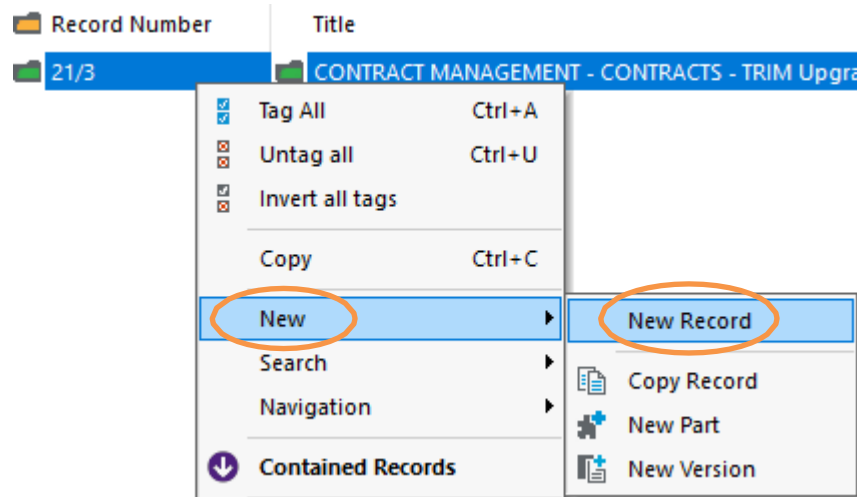 Record Number Title
21/3 CONTRACT MANAGEMENT - CONTRACTS - TRIM Upgra
Tag All Ctrl+A
Untag all Ctrl+U
Invert all tags
Copy Ctrl+C
New
New Record
Search
Copy Record
Navigation
New Part
Contained Records
New Version